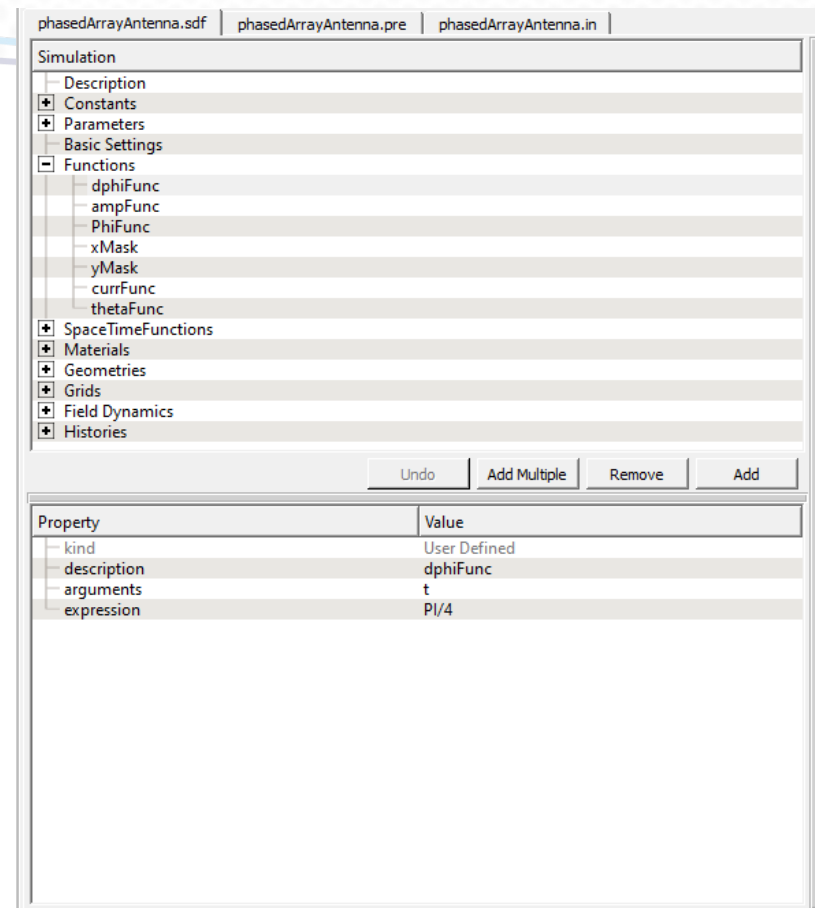 phasedArrayAntenna.sdf phasedArrayAntenna.pre phasedArrayAntenna.in
Simulation
Description
Constants
Parameters
Basic Settings
Functions
dphiFunc
ampFunc
PhiFunc
xMask
yMask
currFunc
thetaFunc
SpaceTimeFunctions
Materials
Geometries
Grids
Field Dynamics
Histories
Undo Add Multiple Remove Add
Property Value
kind User Defined
description dphiFunc
arguments t
expression PI/4